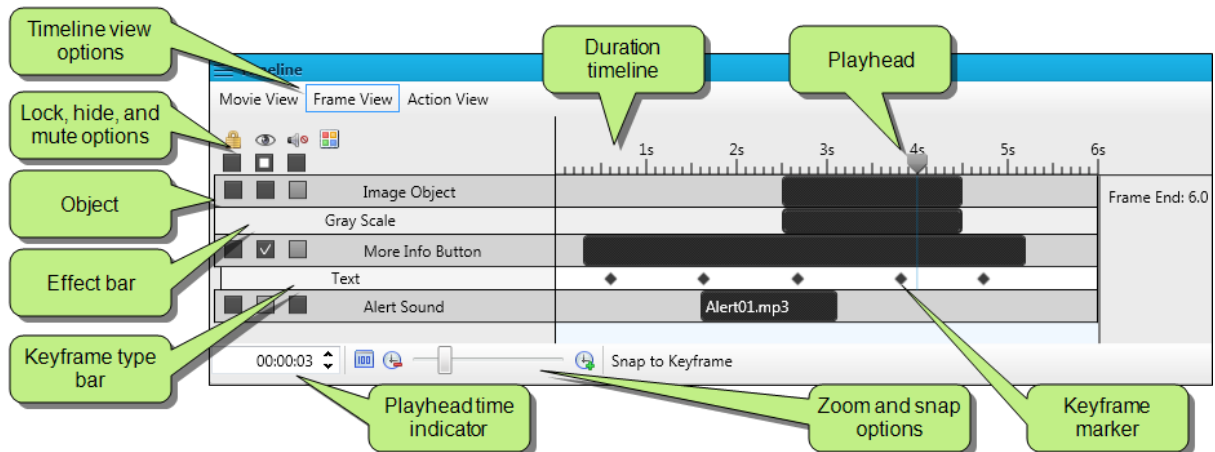 Timeline view
options
Duration
timeline
Playhead
Timeline
Movie View Frame View Action View
Lock, hide, and
mute options
1s 2s 3s 4s 5s 6s
Object
Image Object
Frame End: 6.0
Gray Scale
Effect bar
More Info Button
Text
Alert Sound
Alert01.mp3
Keyframe type
bar
00:00:03
Snap to Keyframe
Playhead time
indicator
Zoom and snap
options
Keyframe
marker